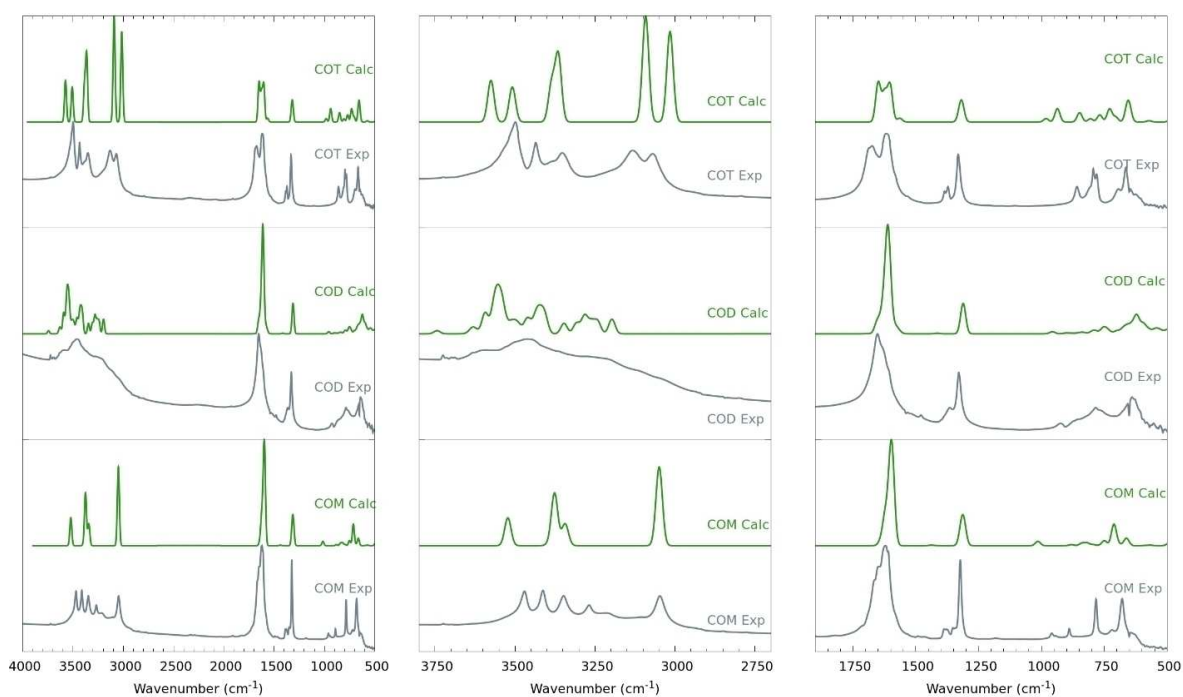 COT Calc
COT Exp
COD Calc
COD Exp
COM Calc
COM Exp
4000 3500 3000 2500 2000 1500 1000 500
Wavenumber (cm-1)
COT Calc
COT Exp
COD Calc
COD Exp
COM Calc
COM Exp
3750 3500 3250 3000 2750
Wavenumber (cm-1)
COT Calc
COT Exp
COD Calc
COD Exp
COM Calc
COM Exp
1750 1500 1250 1000 750 500
Wavenumber (cm-1)